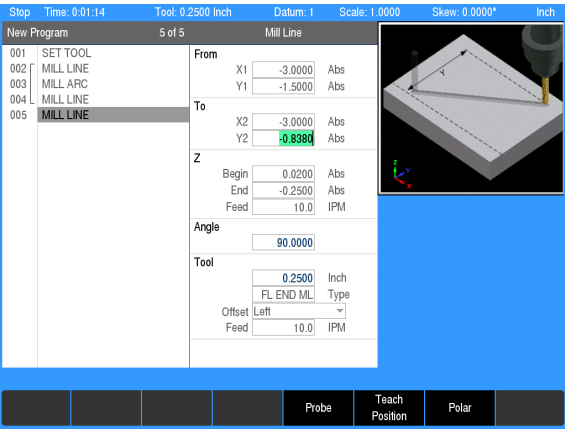 Stop Time: 0:01:14 Tool: 0.2500 Inch Datum: 1 Scale: 1.0000 Skew: 0.0000° Inch
New Program 5 of 5 Mill Line
001 SET TOOL
002 MILL LINE
003 MILL ARC
004 MILL LINE
005 MILL LINE
From
X1 -3.0000 Abs
Y1 -1.5000 Abs
To
X2 -3.0000 Abs
Y2 -0.8380 Abs
Z
Begin 0.0200 Abs
End -0.2500 Abs
Feed 10.0 IPM
Angle
90.0000
Tool
0.2500 Inch
FL END ML Type
Offset Left
Feed 10.0 IPM
Y
Z
Y
X
Probe
Teach
Position
Polar